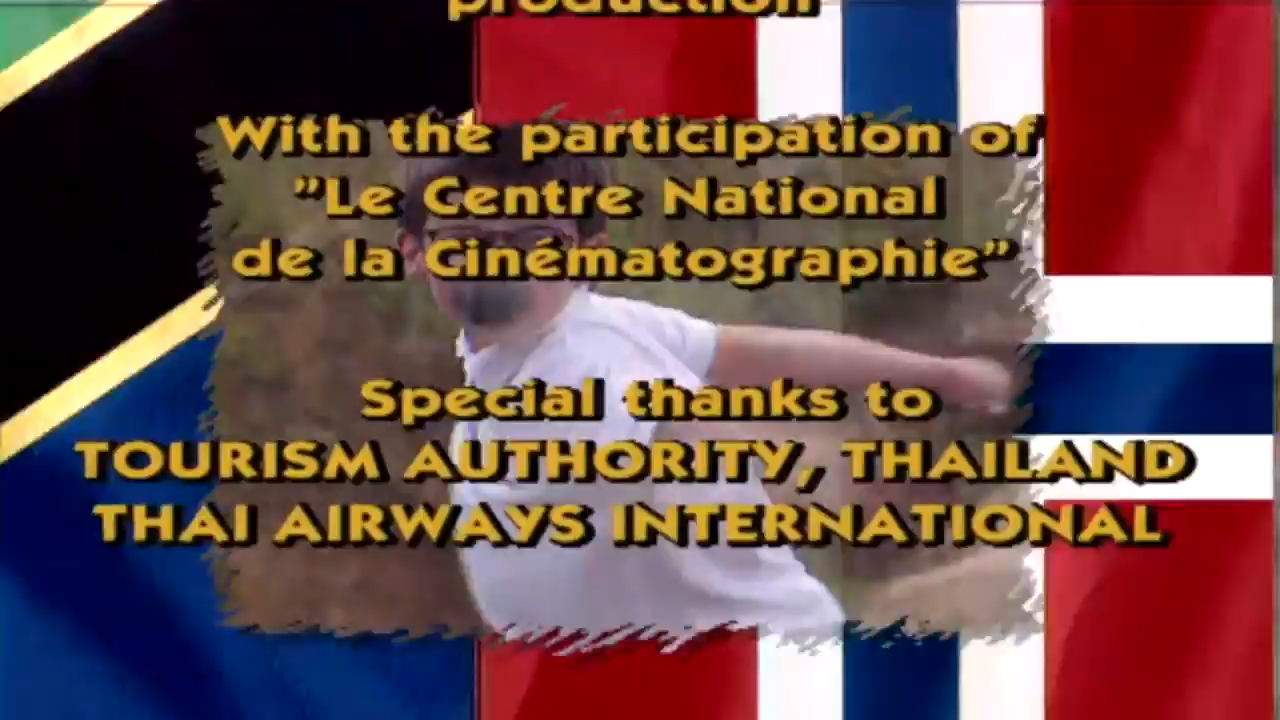 production
With the participation of
”Le Centre National
de la Cinématographie”
Special thanks to
TOURISM AUTHORITY, THAILAND
THAI AIRWAYS INTERNATIONAL